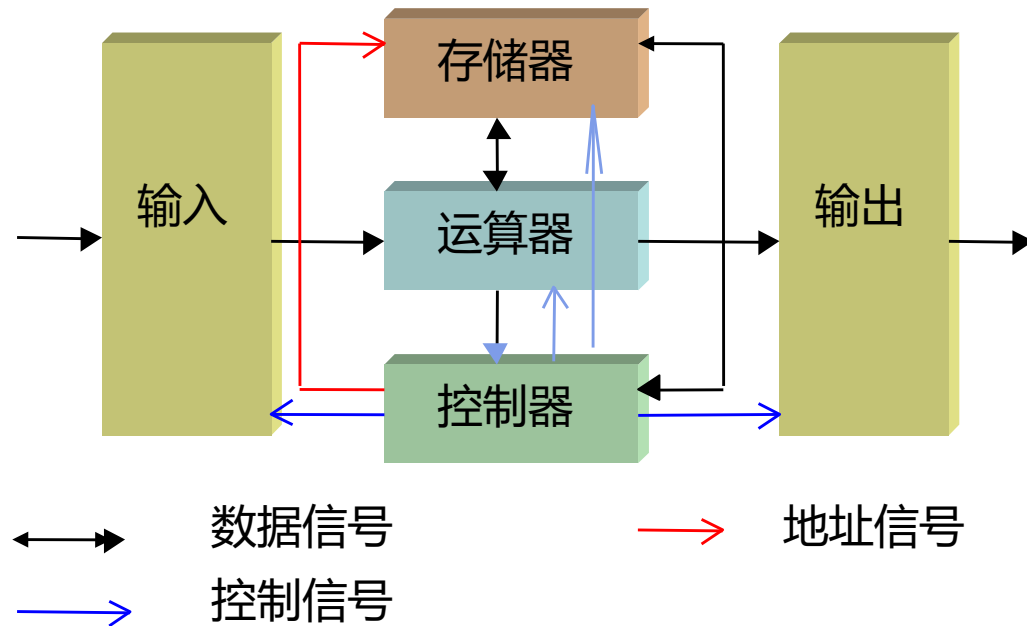 存储器
输入
运算器
输出
控制器
数据信号
地址信号
控制信号